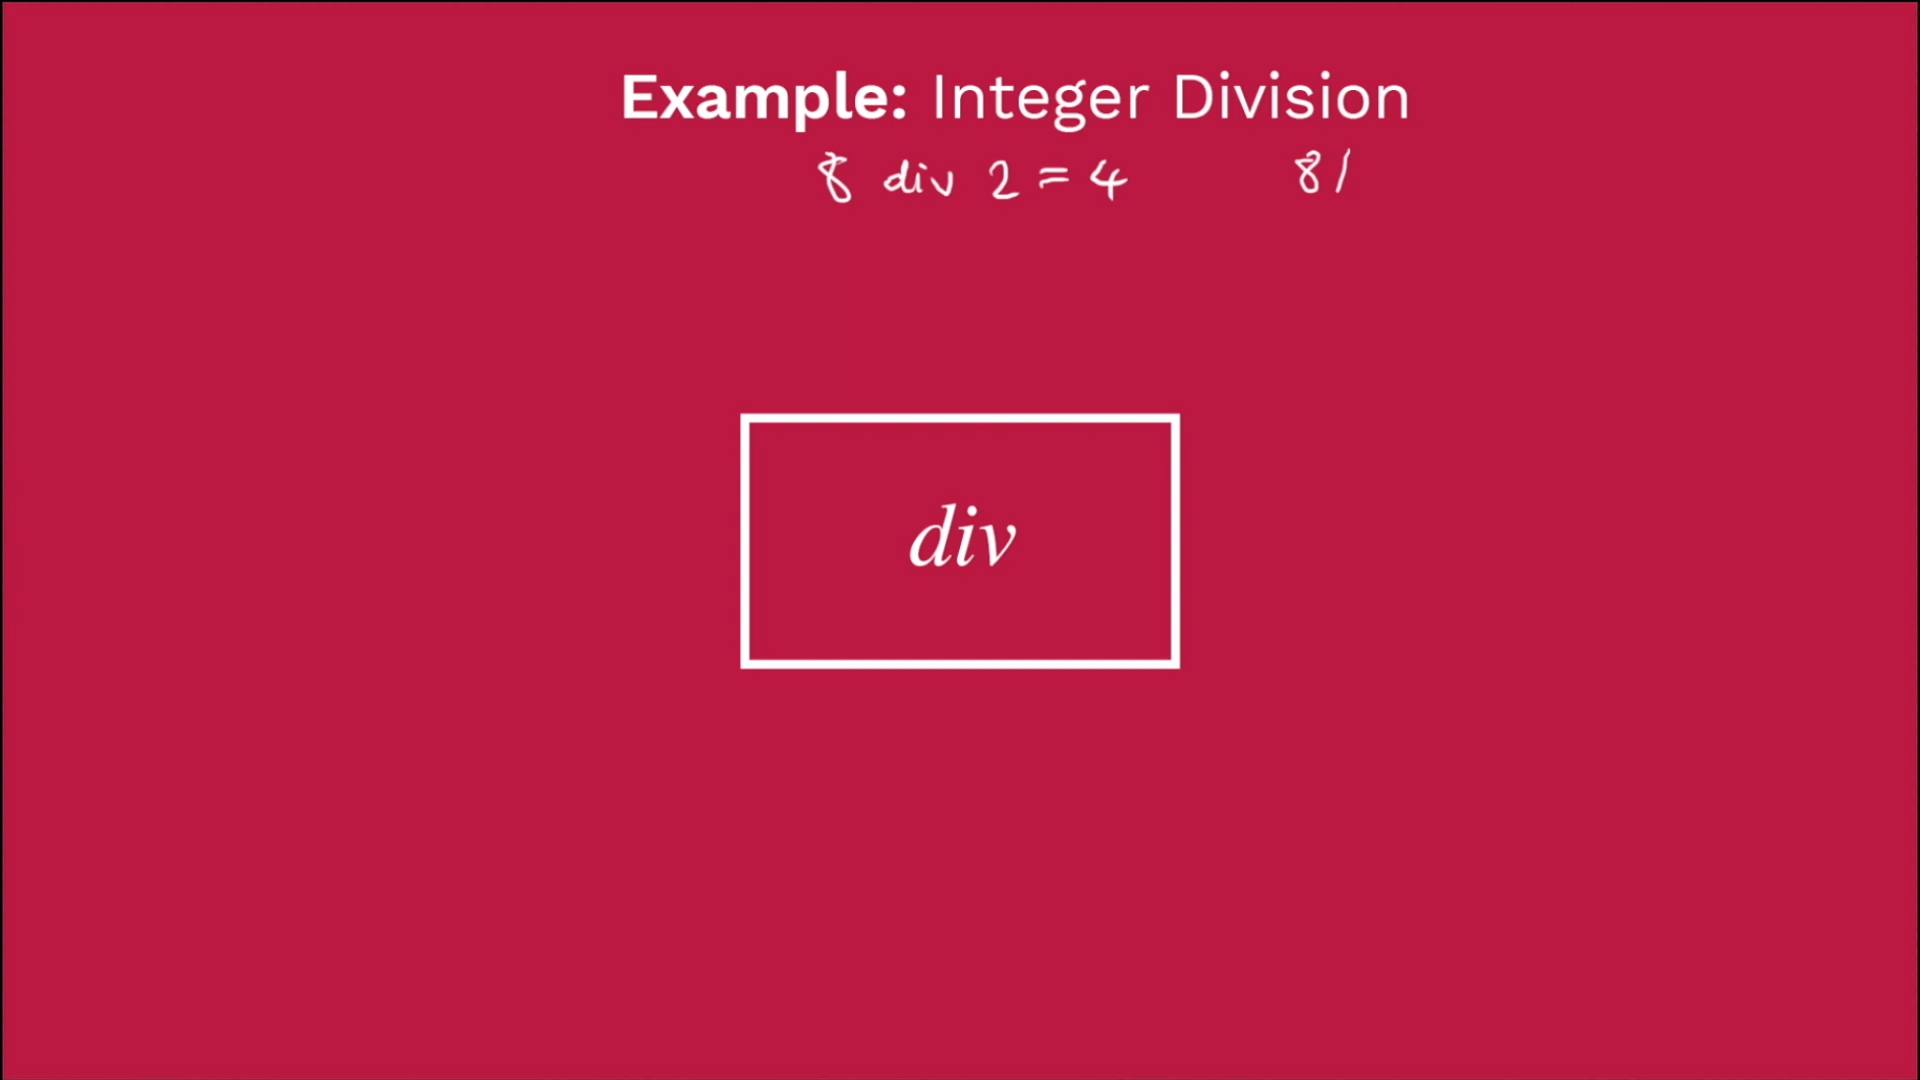 Example: Integer Division
8 div 2 = 4 8/
div